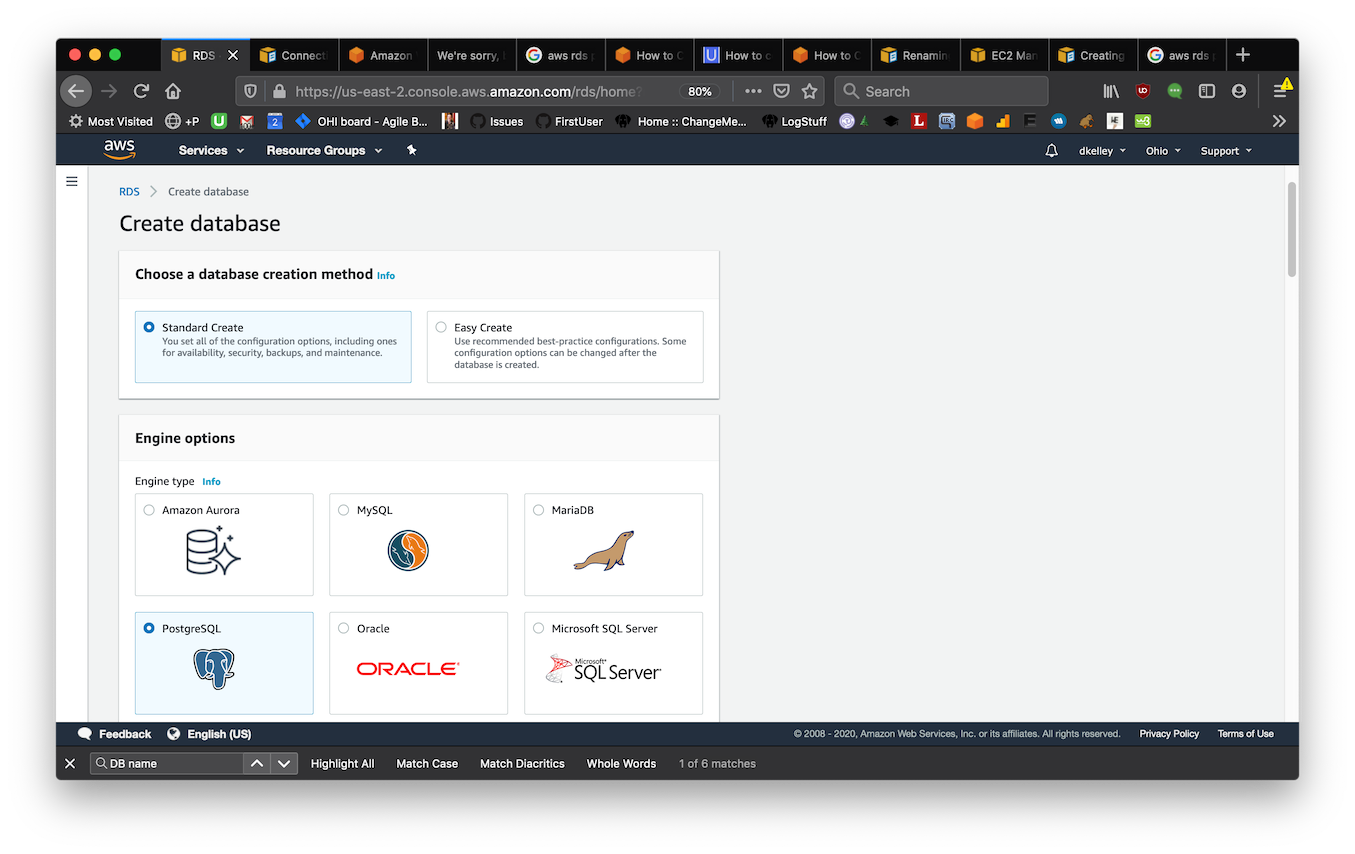 RDS
Connecti
Amazon
We're sorry,
aws rds
How to C
How to c
How to C
Renamin
EC2 Man
Creating
aws rds
https://us-east-2.console.aws.amazon.com/rds/home?
80%
Search
Most Visited
+P
OHI board - Agile B...
Issues
FirstUser
Home :: ChangeMe...
LogStuff
aws
Services
Resource Groups
dkelley
Ohio
Support
RDS
Create database
Create database
Choose a database creation method Info
Standard Create
You set all of the configuration options, including ones
for availability, security, backups, and maintenance.
Easy Create
Use recommended best-practice configurations. Some
configuration options can be changed after the
database is created.
Engine options
Engine type Info
Amazon Aurora
MySQL
MariaDB
PostgreSQL
Oracle
ORACLE
Microsoft SQL Server
Microsoft
SQL Server
Feedback
English (US)
© 2008 - 2020, Amazon Web Services, Inc. or its affiliates. All rights reserved.
Privacy Policy
Terms of Use
DB name
Highlight All
Match Case
Match Diacritics
Whole Words
1 of 6 matches